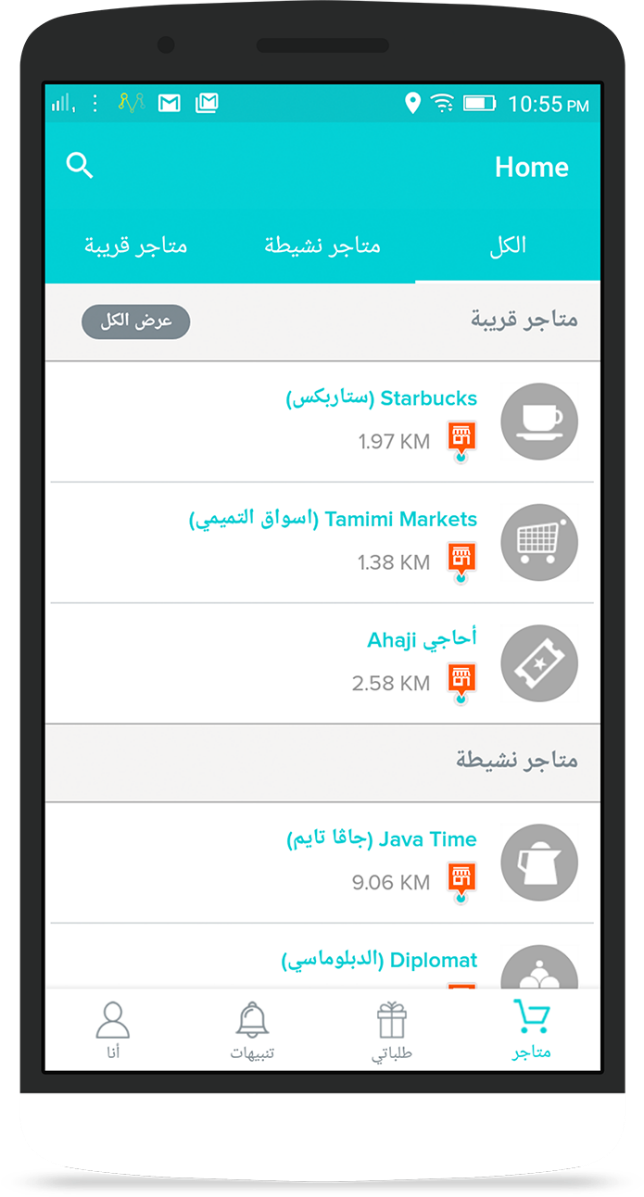 10:55 PM
Home
الكل
متاجر نشيطة
متاجر قريبة
متاجر قريبة
عرض الكل
Starbucks (ستاربكس)
1.97 KM
Tamimi Markets (اسواق التميمي)
1.38 KM
أحاجي Ahaji
2.58 KM
متاجر نشيطة
Java Time (جاڤا تايم)
9.06 KM
Diplomat (الدبلوماسي)
متاجر
طلباتي
تنبيهات
أنا